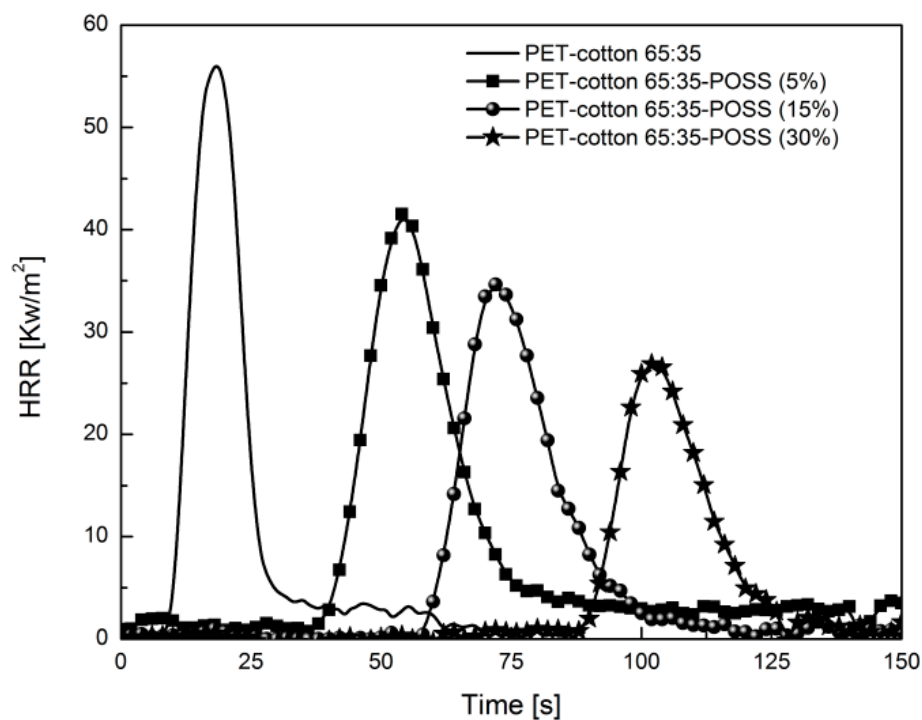 60
50
40
30
20
10
0
HRR [Kw/m²]
PET-cotton 65:35
PET-cotton 65:35-POSS (5%)
PET-cotton 65:35-POSS (15%)
PET-cotton 65:35-POSS (30%)
0 25 50 75 100 125 150
Time [s]